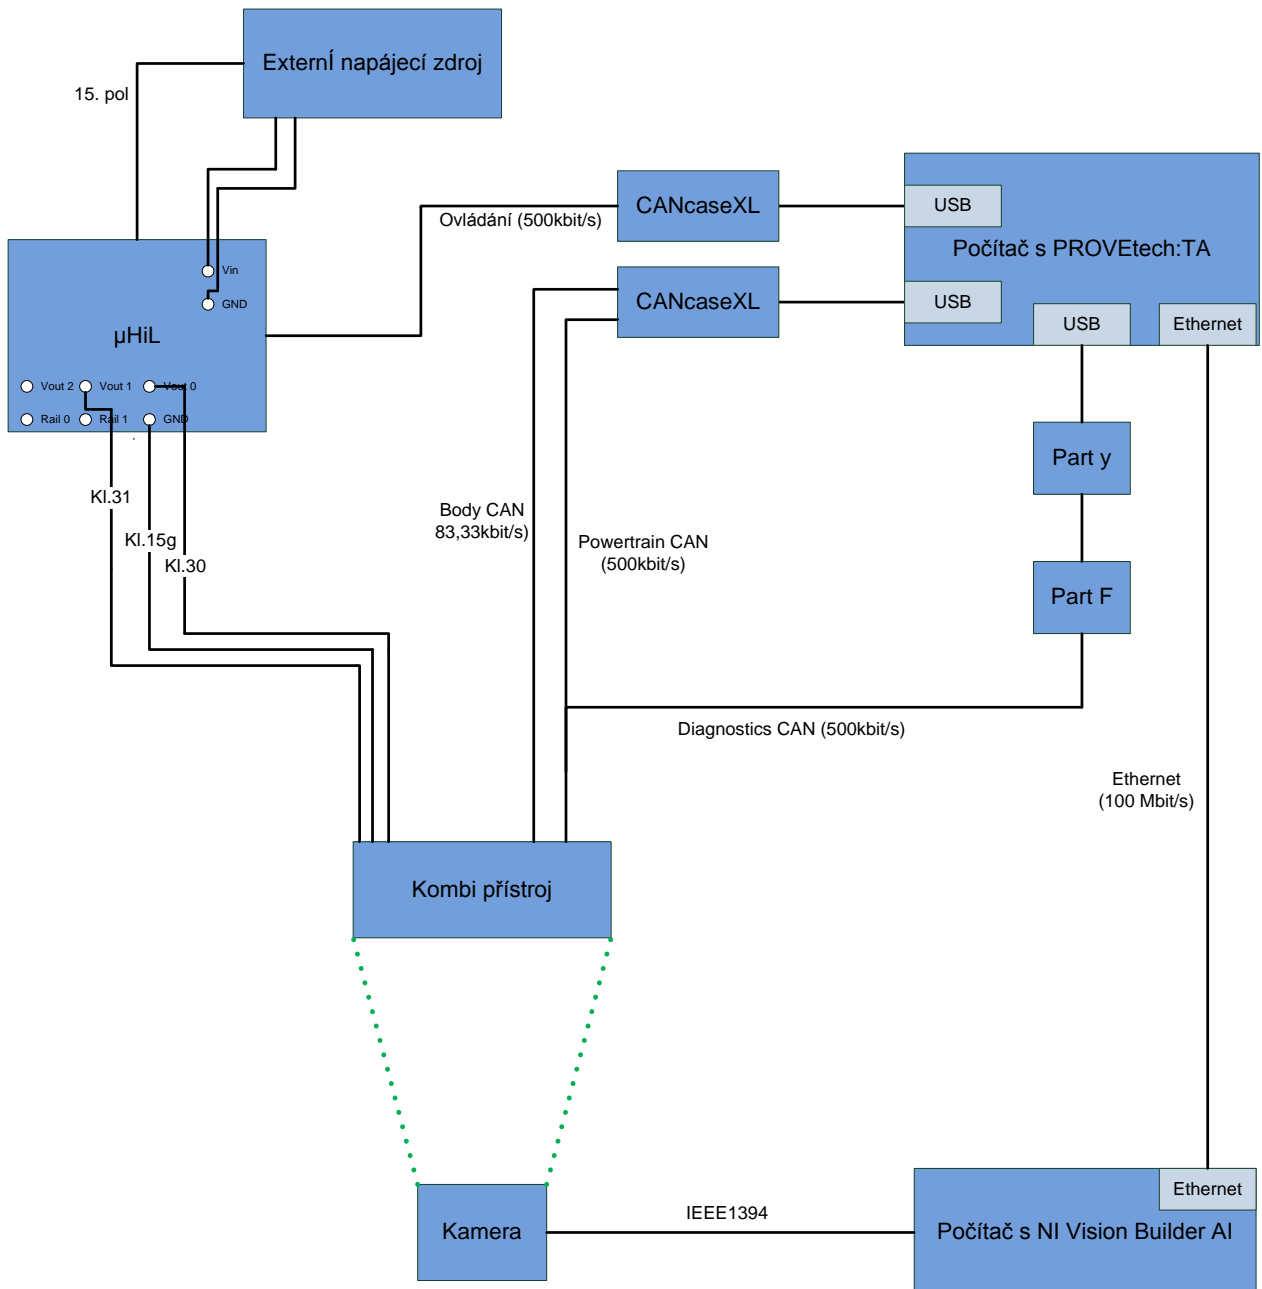 Externí napájecí zdroj
15. pol
CANcaseXL
USB
Ovládání (500kbit/s)
Počítač s PROVEtech:TA
Vin
GND
CANcaseXL
USB
USB
Ethernet
µHiL
Vout 2
Vout 1
Vout 0
Rail 0
Rail 1
GND
Part y
Kl.31
Body CAN
83,33kbit/s)
Kl.15g
Powertrain CAN
(500kbit/s)
Kl.30
Part F
Diagnostics CAN (500kbit/s)
Ethernet
(100 Mbit/s)
Kombi přístroj
Ethernet
IEEE1394
Kamera
Počítač s NI Vision Builder AI